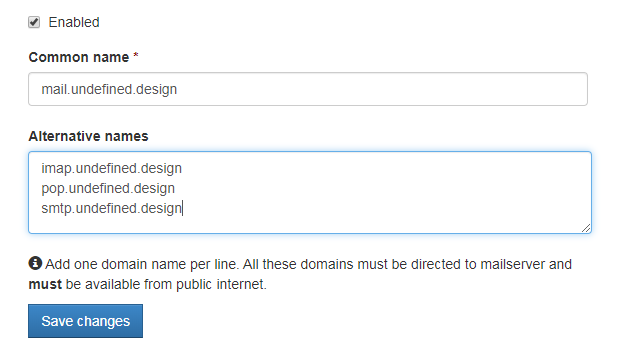 Enabled
Common name *
mail.undefined.design
Alternative names
imap.undefined.design
pop.undefined.design
smtp.undefined.design
Add one domain name per line. All these domains must be directed to mailserver and
must be available from public internet.
Save changes